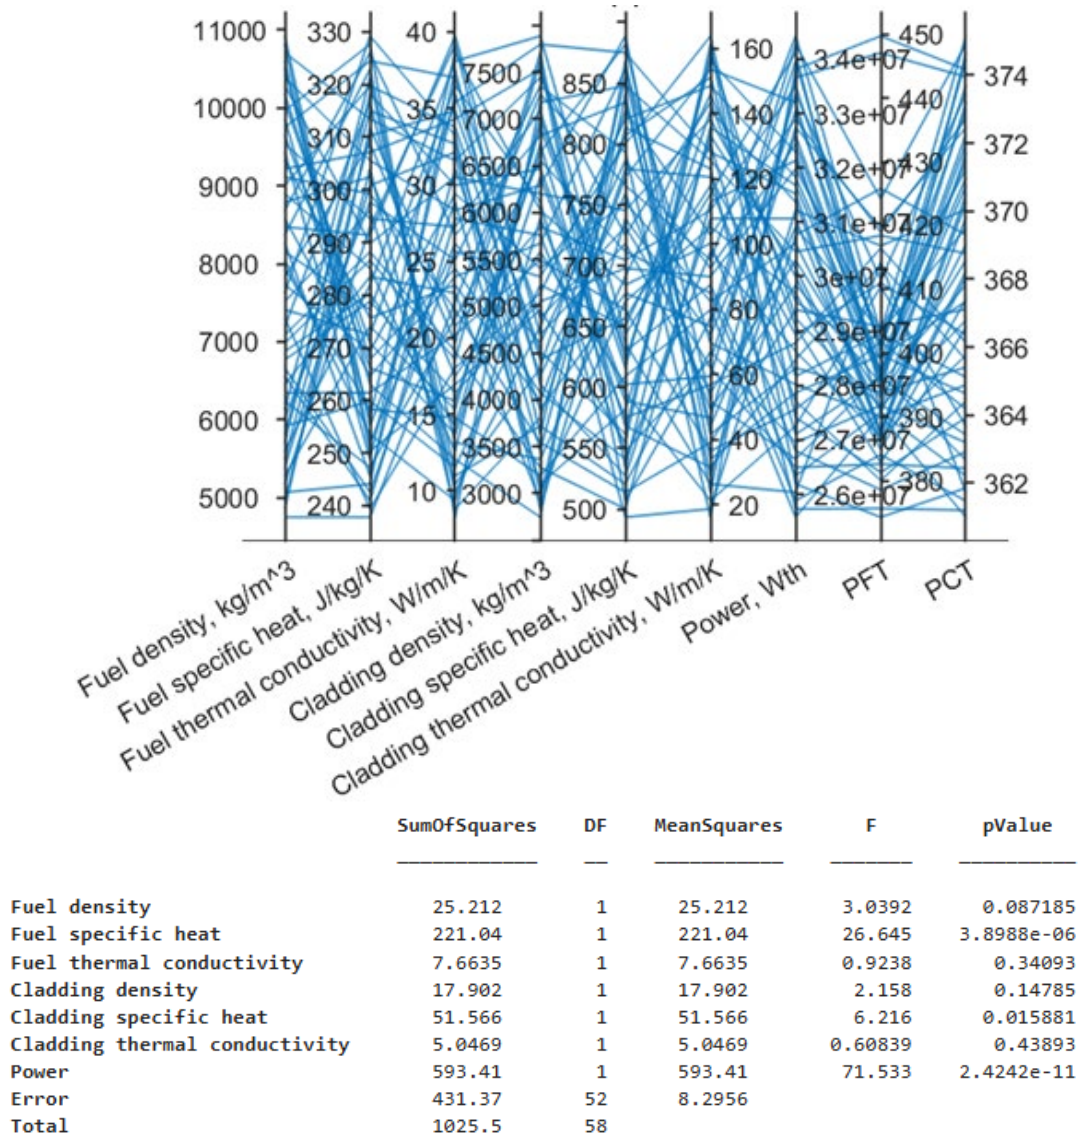 11000
10000
9000
8000
7000
6000
5000
330
320
310
300
290
280
270
260
250
240
40
35
30
25
20
15
10
7500
7000
6500
6000
5500
5000
4500
4000
3500
3000
850
800
750
700
650
600
550
500
160
140
120
100
80
60
40
20
3.4e+07
3.3e+07
3.2e+07
3.1e+07
3e+07
2.9e+07
2.8e+07
2.7e+07
2.6e+07
450
440
430
420
410
400
390
380
374
372
370
368
366
364
362
Fuel density, kg/m^3
Fuel specific heat, J/kg/K
Fuel thermal conductivity, W/m/K
Cladding density, kg/m^3
Cladding specific heat, J/kg/K
Cladding thermal conductivity, W/m/K
Power, Wth
PFT
PCT
SumOfSquares DF MeanSquares F pValue
Fuel density 25.212 1 25.212 3.0392 0.087185
Fuel specific heat 221.04 1 221.04 26.645 3.8988e-06
Fuel thermal conductivity 7.6635 1 7.6635 0.9238 0.34093
Cladding density 17.902 1 17.902 2.158 0.14785
Cladding specific heat 51.566 1 51.566 6.216 0.015881
Cladding thermal conductivity 5.0469 1 5.0469 0.60839 0.43893
Power 593.41 1 593.41 71.533 2.4242e-11
Error 431.37 52 8.2956
Total 1025.5 58